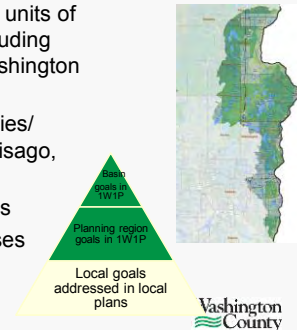 units of
uding
shington
ies/
isago,
s
ses
Basin
goals in
1W1P
Planning region
goals in 1W1P
Local goals
addressed in local
plans
Washington
County